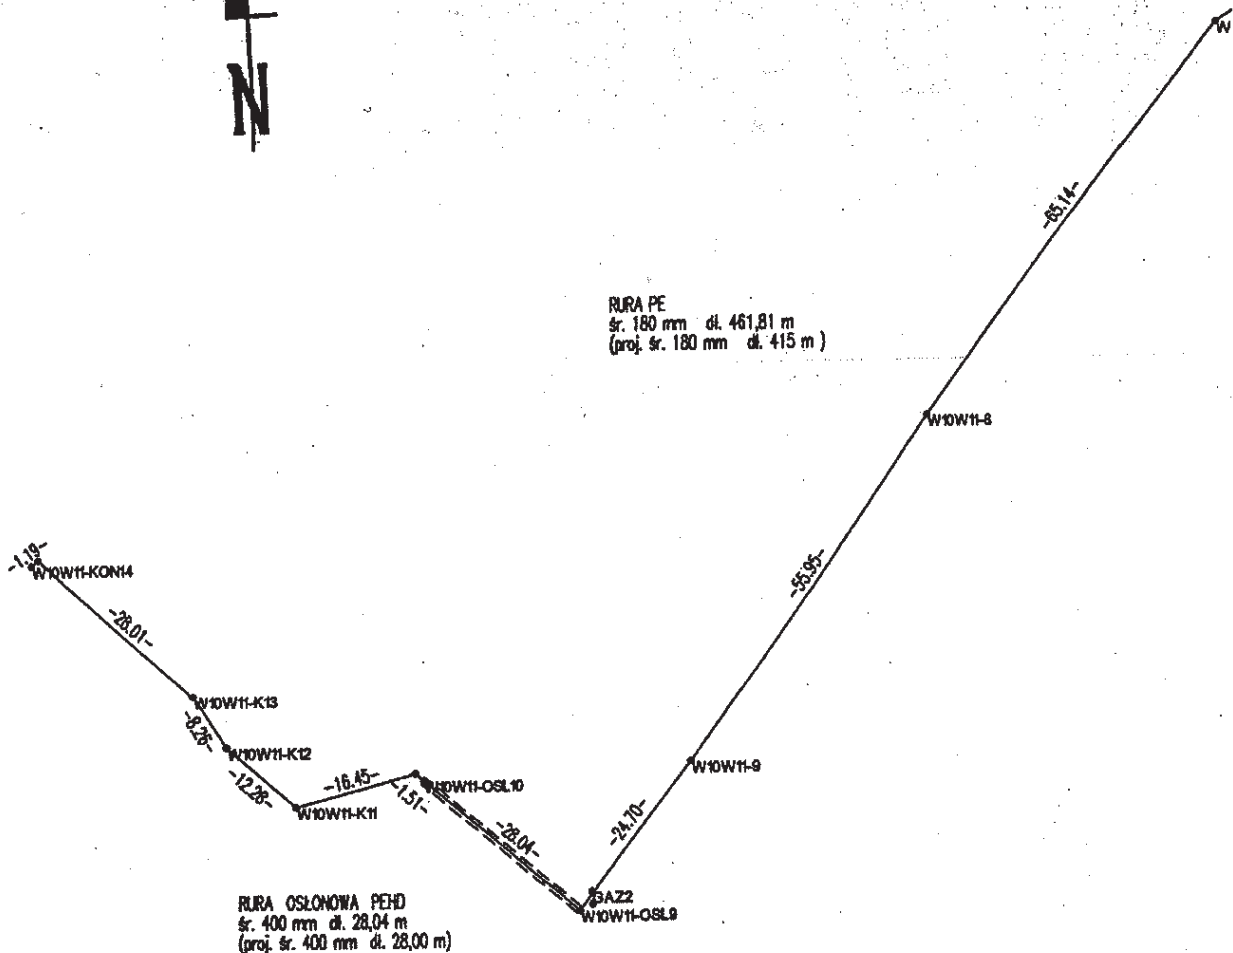 N
W
-65.14-
RURA PE
śr. 180 mm dł. 461,81 m
(proj. śr. 180 mm dł. 415 m )
W10W11-8
-55.95-
-1.79-
W10W11-KON14
-28.01-
W10W11-K13
-8.26-
W10W11-K12
-12.28-
W10W11-K11
-16.45-
W10W11-OSL10
-1.51-
-28.04-
W10W11-9
-24.70-
GAZ2
W10W11-OSL9
RURA OSŁONOWA PEHD
śr. 400 mm dł. 28,04 m
(proj. śr. 400 mm dł. 28,00 m)